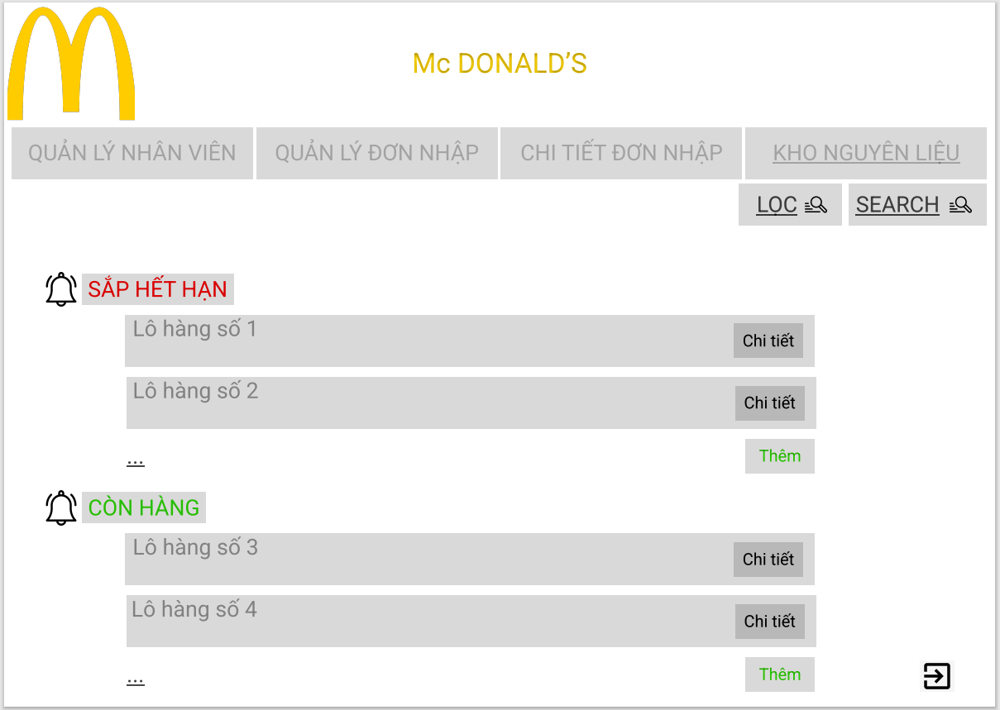 Mc DONALD’S
QUẢN LÝ NHÂN VIÊN
QUẢN LÝ ĐƠN NHẬP
CHI TIẾT ĐƠN NHẬP
KHO NGUYÊN LIỆU
LỌC
SEARCH
SẮP HẾT HẠN
Lô hàng số 1
Chi tiết
Lô hàng số 2
Chi tiết
...
Thêm
CÒN HÀNG
Lô hàng số 3
Chi tiết
Lô hàng số 4
Chi tiết
...
Thêm